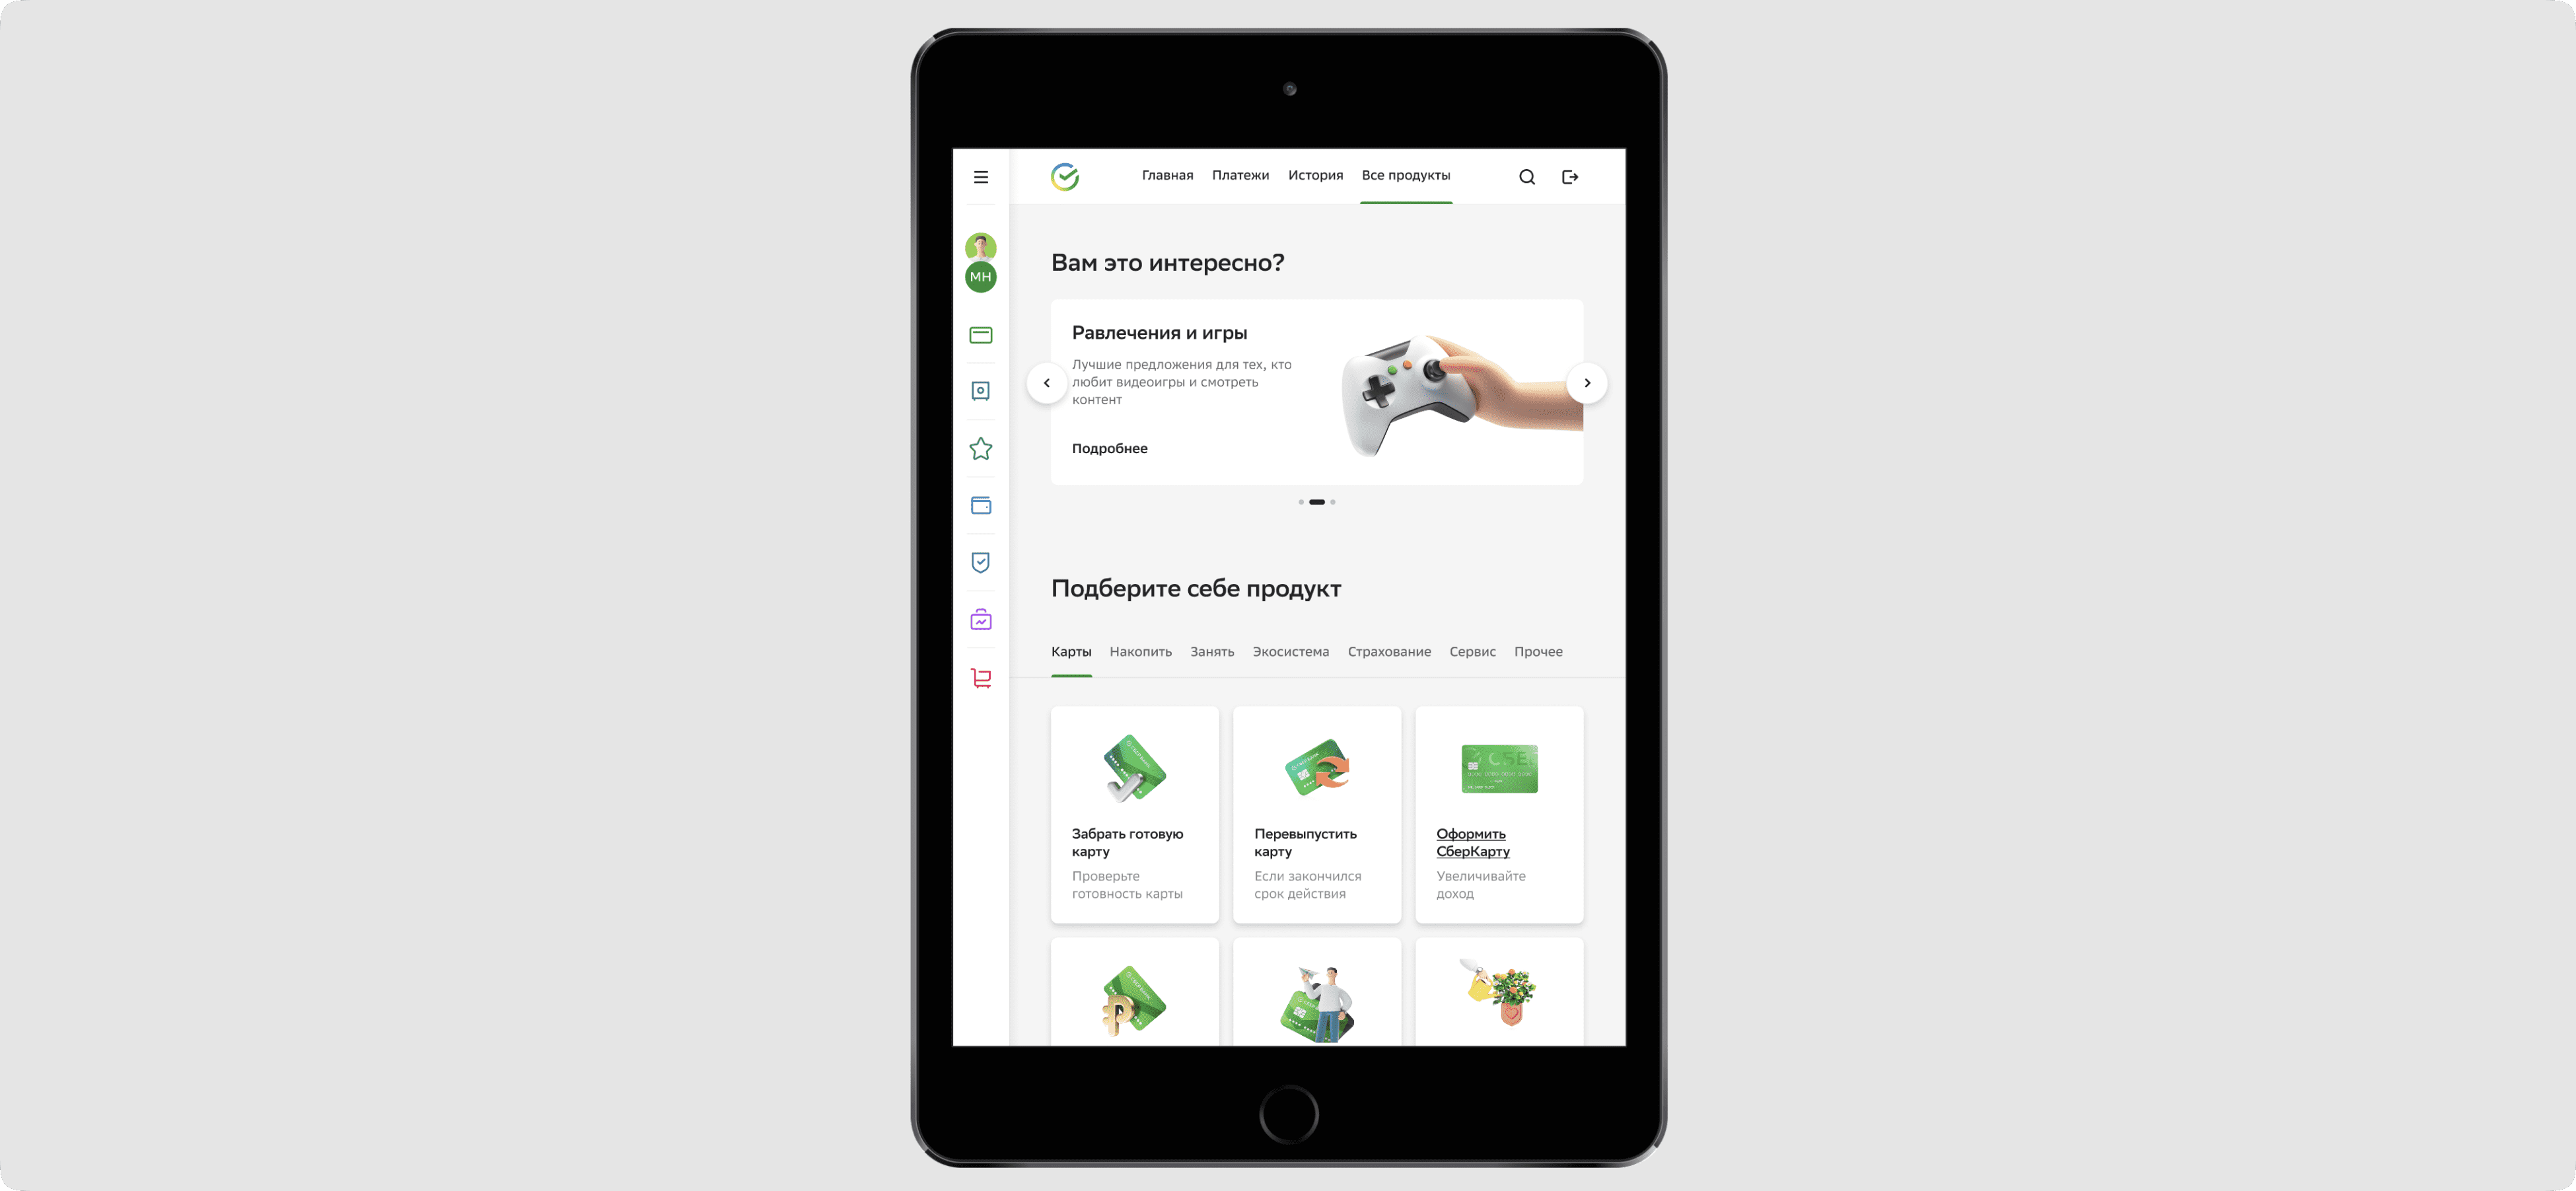 Главная Платежи История Все продукты
МН
Вам это интересно?
Равлечения и игры
Лучшие предложения для тех, кто
любит видеоигры и смотреть
контент
Подробнее
Подберите себе продукт
Карты Накопить Занять Экосистема Страхование Сервис Прочее
Забрать готовую
карту
Проверьте
готовность карты
Перевыпустить
карту
Если закончился
срок действия
Оформить
СберКарту
Увеличивайте
доход